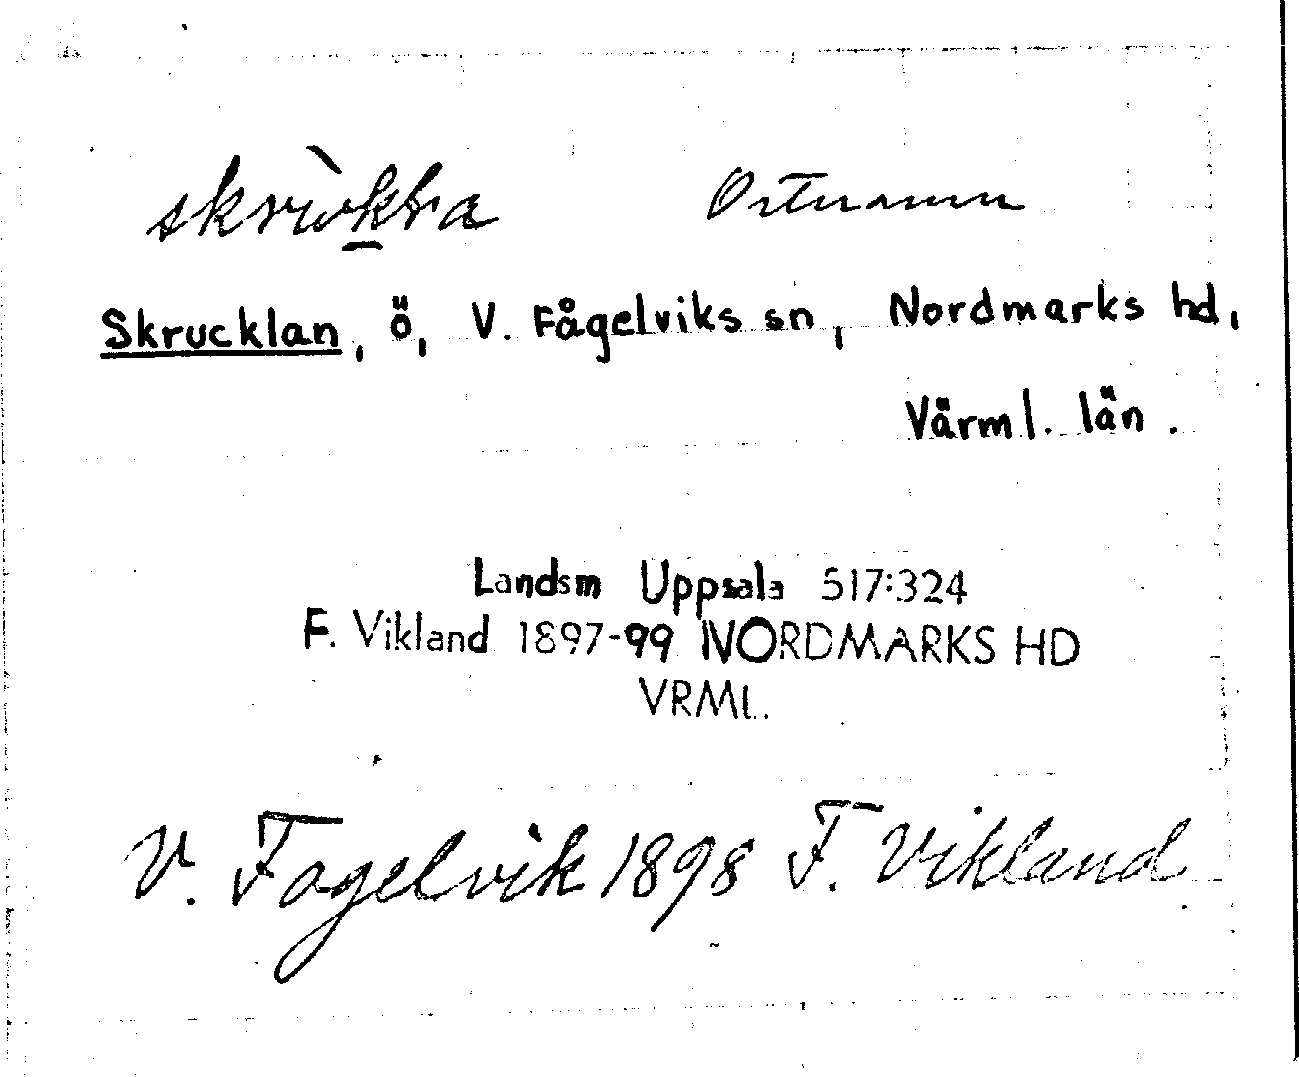 Ortnamn
Skrucklan, ö, V. Fågelviks sn, Nordmarks hd,
Värml. län.
Landsm Uppsala 517:324
F. Vikland 1897-99 NORDMARKS HD
VRML.
V. Fågelvik 1898 F. Vikland